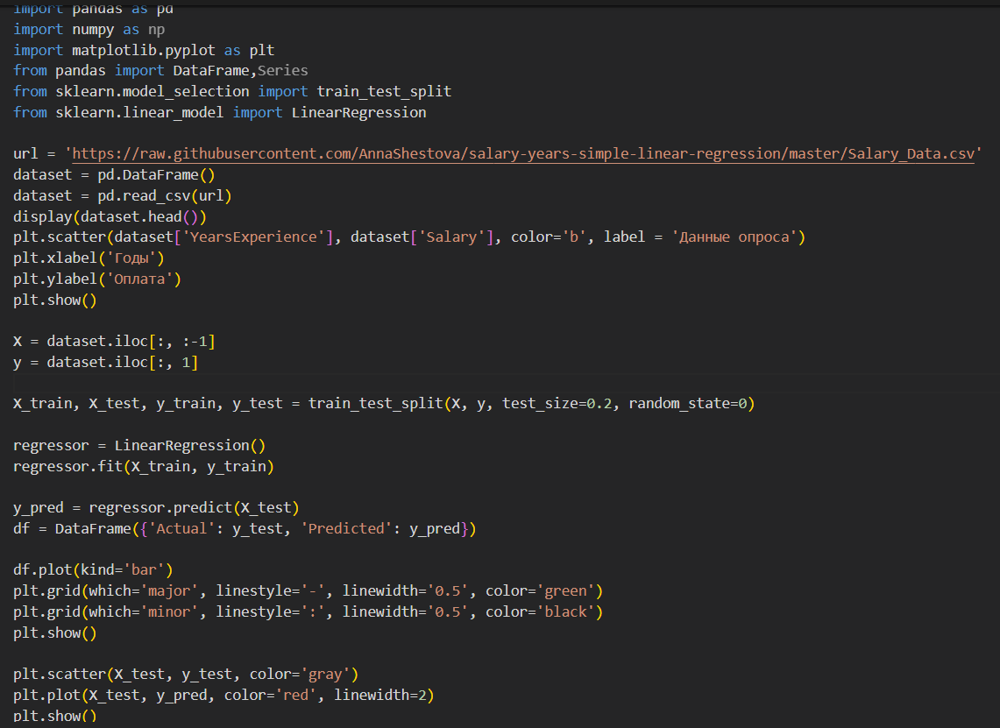 import pandas as pd
import numpy as np
import matplotlib.pyplot as plt
from pandas import DataFrame,Series
from sklearn.model_selection import train_test_split
from sklearn.linear_model import LinearRegression
url = 'https://raw.githubusercontent.com/AnnaShestova/salary-years-simple-linear-regression/master/Salary_Data.csv'
dataset = pd.DataFrame()
dataset = pd.read_csv(url)
display(dataset.head())
plt.scatter(dataset['YearsExperience'], dataset['Salary'], color='b', label = 'Данные опроса')
plt.xlabel('Годы')
plt.ylabel('Оплата')
plt.show()
X = dataset.iloc[:, :-1]
y = dataset.iloc[:, 1]
X_train, X_test, y_train, y_test = train_test_split(X, y, test_size=0.2, random_state=0)
regressor = LinearRegression()
regressor.fit(X_train, y_train)
y_pred = regressor.predict(X_test)
df = DataFrame({'Actual': y_test, 'Predicted': y_pred})
df.plot(kind='bar')
plt.grid(which='major', linestyle='-', linewidth='0.5', color='green')
plt.grid(which='minor', linestyle=':', linewidth='0.5', color='black')
plt.show()
plt.scatter(X_test, y_test, color='gray')
plt.plot(X_test, y_pred, color='red', linewidth=2)
plt.show()